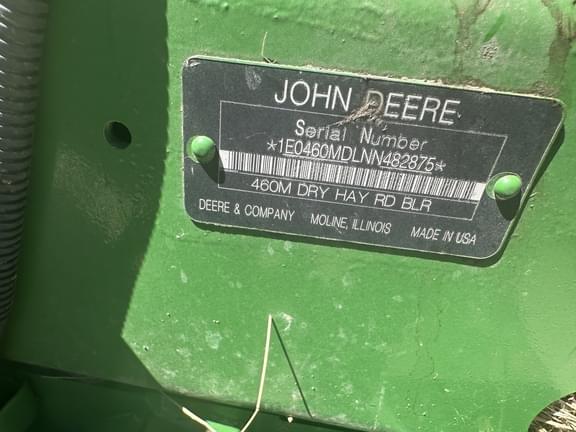 JOHN DEERE
Serial Number
*1E0460MDLNN482875*
460M DRY HAY RD BLR
DEERE & COMPANY MOLINE, ILLINOIS MADE IN USA